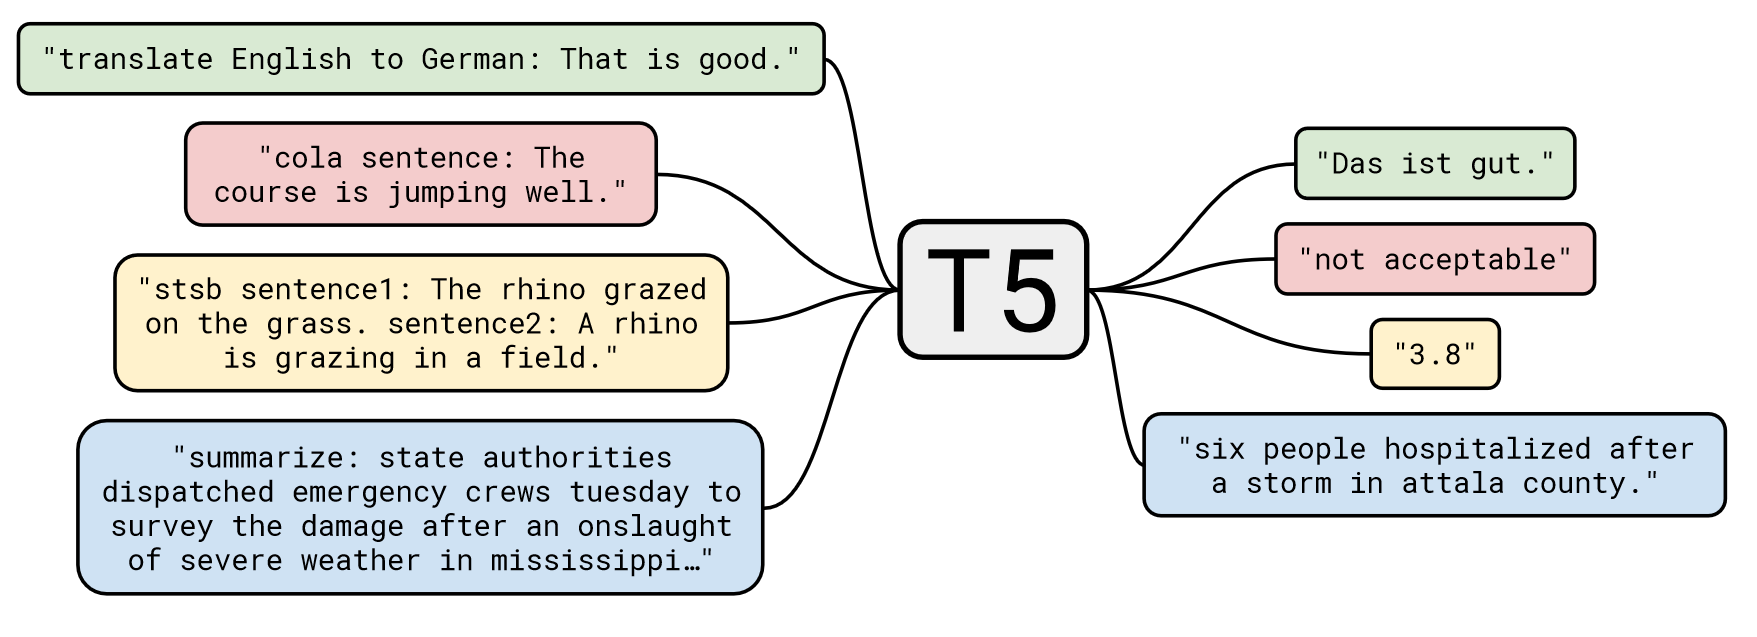 "translate English to German: That is good."
"cola sentence: The
course is jumping well."
"stsb sentence1: The rhino grazed
on the grass. sentence2: A rhino
is grazing in a field."
"summarize: state authorities
dispatched emergency crews tuesday to
survey the damage after an onslaught
of severe weather in mississippi…"
T5
"Das ist gut."
"not acceptable"
"3.8"
"six people hospitalized after
a storm in attala county."